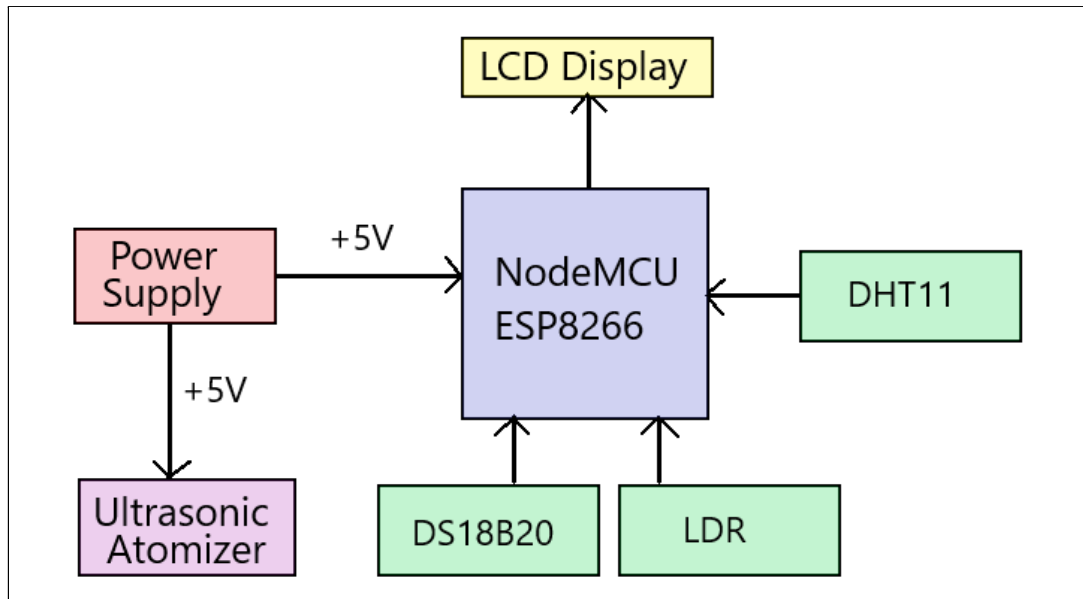 LCD Display
Power
Supply
+5V
NodeMCU
ESP8266
DHT11
+5V
Ultrasonic
Atomizer
DS18B20
LDR